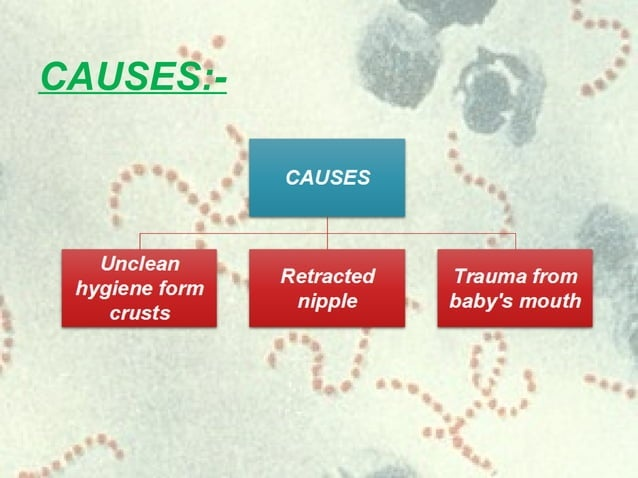 CAUSES:-
CAUSES
Unclean
hygiene form
crusts
Retracted
nipple
Trauma from
baby's mouth